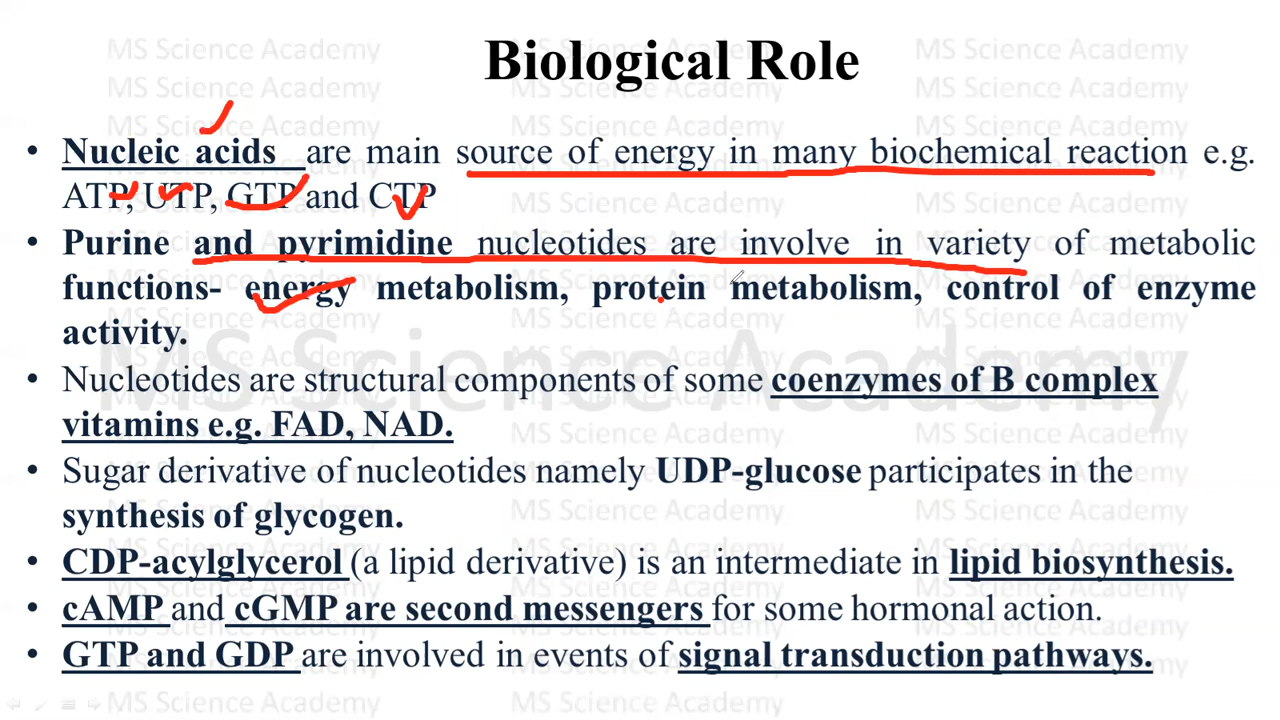 Biological Role
• Nucleic acids are main source of energy in many biochemical reaction e.g.
ATP, UTP, GTP and CTP
• Purine and pyrimidine nucleotides are involve in variety of metabolic
functions- energy metabolism, protein metabolism, control of enzyme
activity.
• Nucleotides are structural components of some coenzymes of B complex
vitamins e.g. FAD, NAD.
• Sugar derivative of nucleotides namely UDP-glucose participates in the
synthesis of glycogen.
• CDP-acylglycerol (a lipid derivative) is an intermediate in lipid biosynthesis.
• cAMP and cGMP are second messengers for some hormonal action.
• GTP and GDP are involved in events of signal transduction pathways.
MS Science Academy